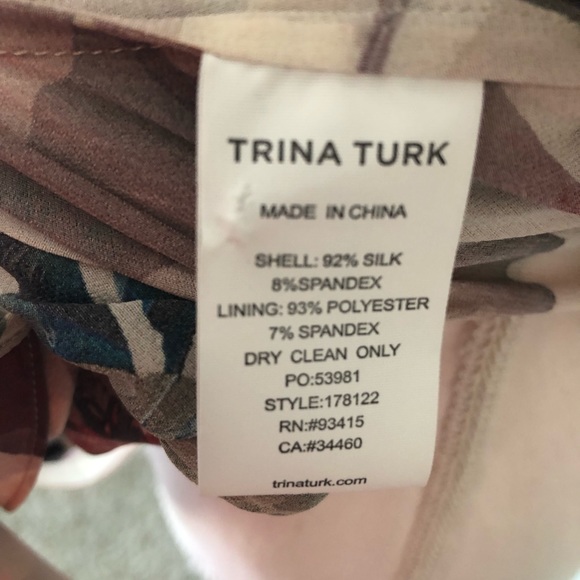 TRINA TURK
MADE IN CHINA
SHELL: 92% SILK
8%SPANDEX
LINING: 93% POLYESTER
7% SPANDEX
DRY CLEAN ONLY
PO:53981
STYLE:178122
RN:#93415
CA:#34460
trinaturk.com